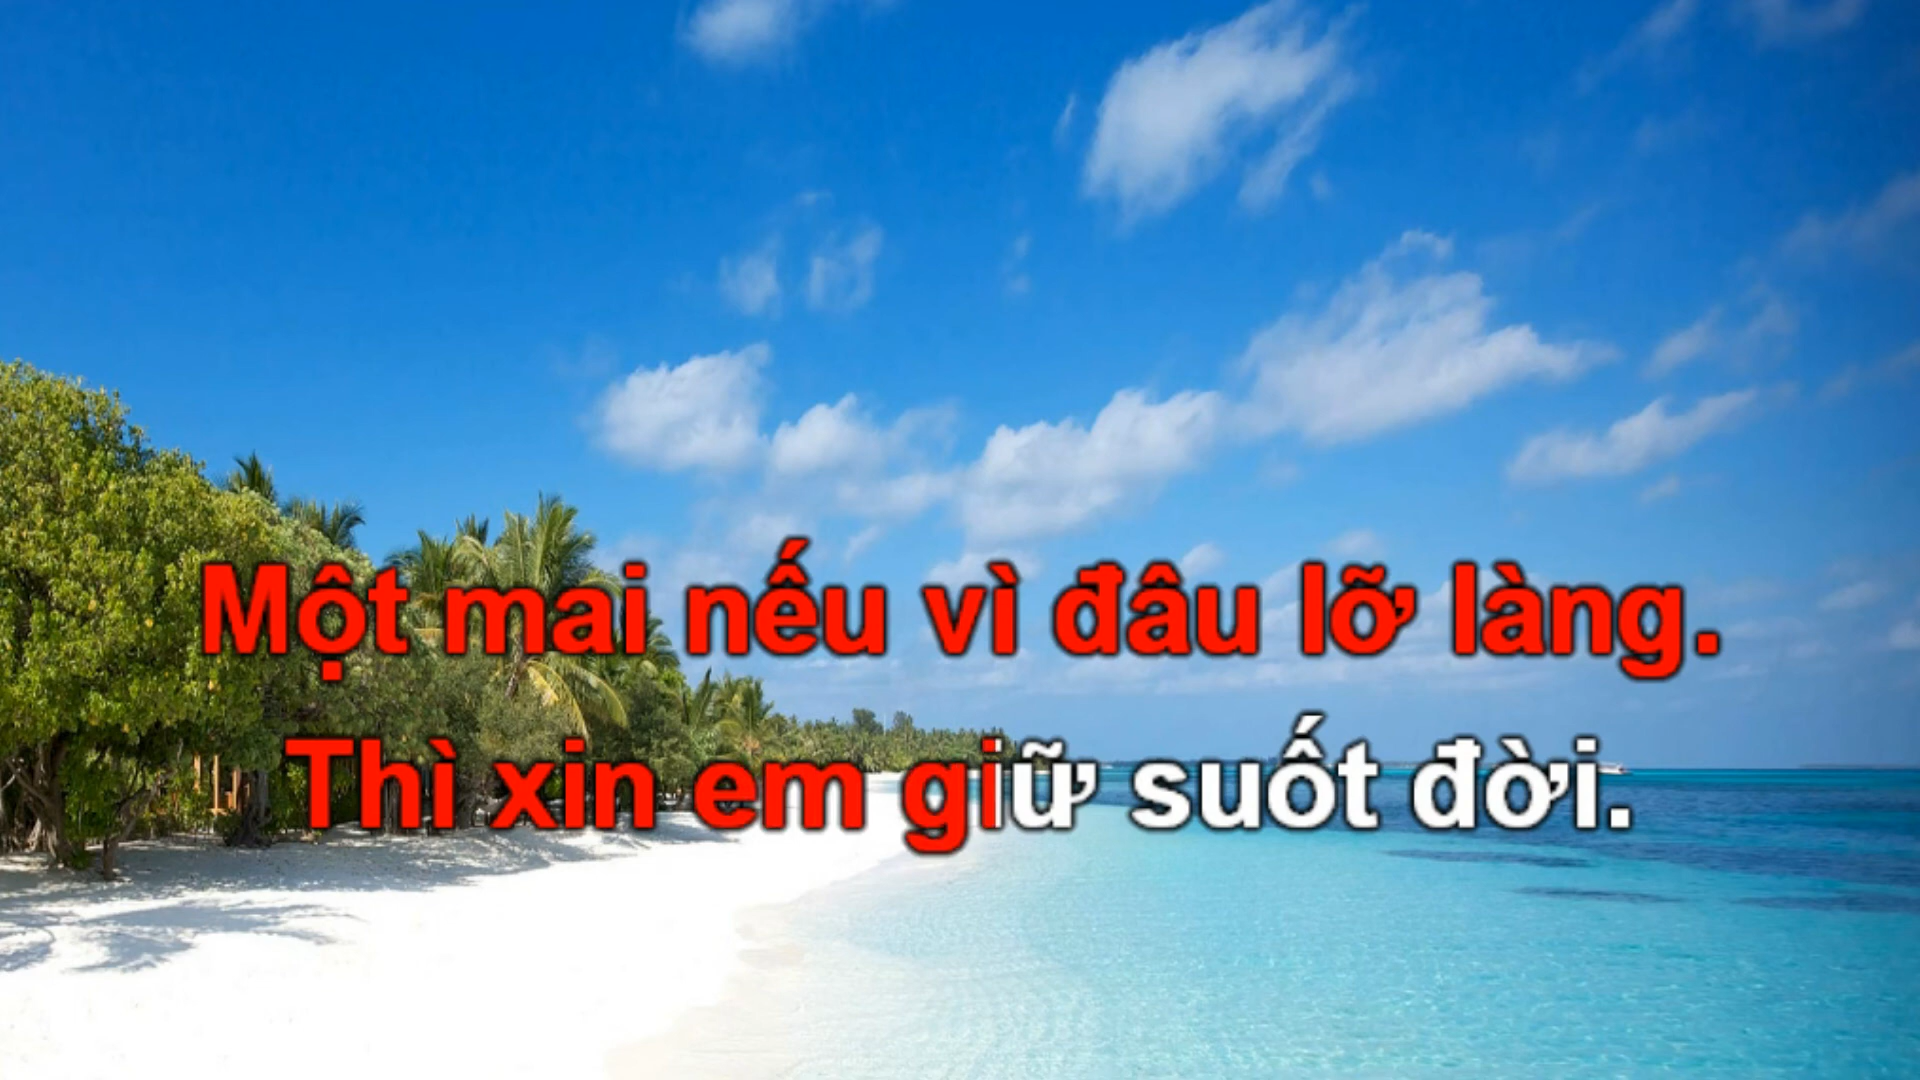 Một mai nếu vì đâu lỡ làng.
Thì xin em giữ suốt đời.